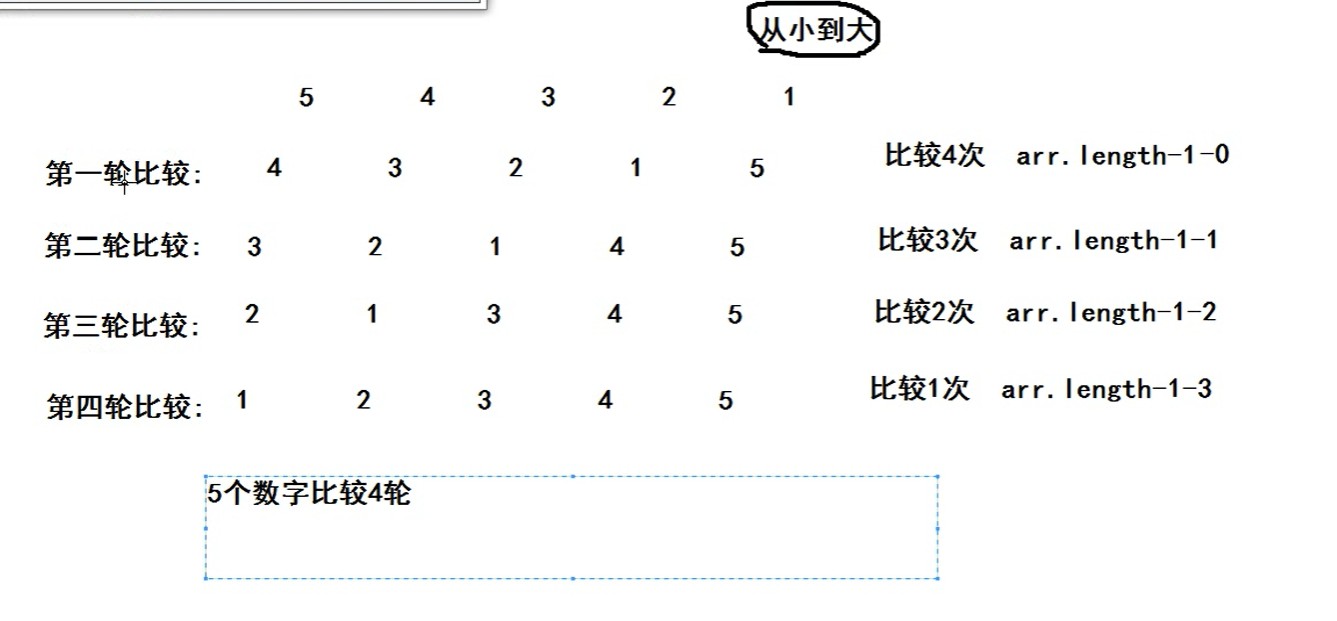 从小到大
5 4 3 2 1
第一轮比较: 4 3 2 1 5 比较4次 arr.length-1-0
第二轮比较: 3 2 1 4 5 比较3次 arr.length-1-1
第三轮比较: 2 1 3 4 5 比较2次 arr.length-1-2
第四轮比较: 1 2 3 4 5 比较1次 arr.length-1-3
5个数字比较4轮